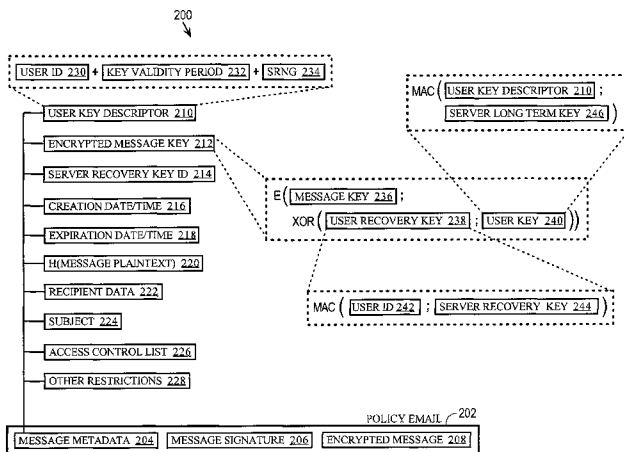 200
USER ID 230 + KEY VALIDITY PERIOD 232 + SRNG 234
MAC ( USER KEY DESCRIPTOR 210 ;
SERVER LONG TERM KEY 246 )
USER KEY DESCRIPTOR 210
ENCRYPTED MESSAGE KEY 212
SERVER RECOVERY KEY ID 214
E ( MESSAGE KEY 236 ;
XOR ( USER RECOVERY KEY 238 ; USER KEY 240 ))
CREATION DATE/TIME 216
EXPIRATION DATE/TIME 218
H(MESSAGE PLAINTEXT) 220
RECIPIENT DATA 222
MAC ( USER ID 242 ; SERVER RECOVERY KEY 244 )
SUBJECT 224
ACCESS CONTROL LIST 226
OTHER RESTRICTIONS 228
POLICY EMAIL 202
MESSAGE METADATA 204 MESSAGE SIGNATURE 206 ENCRYPTED MESSAGE 208